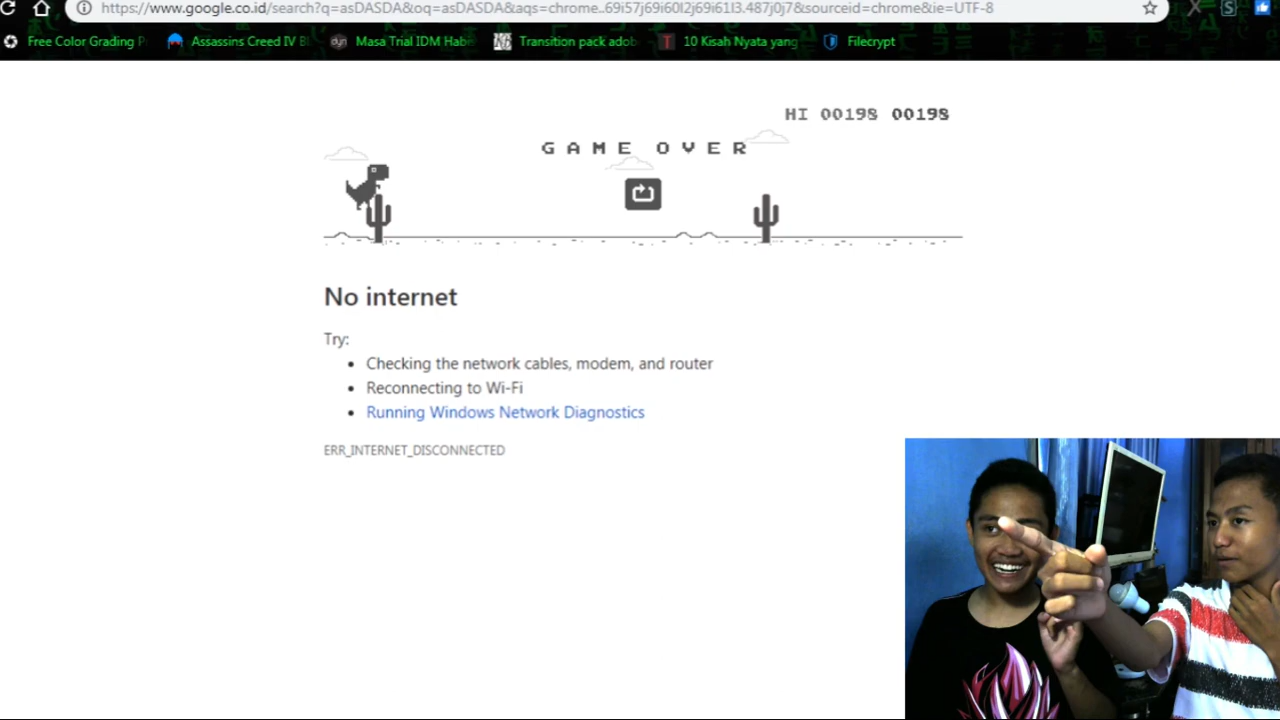 https://www.google.co.id/search?q=asDASDA&oq=asDASDA&aqs=chrome..69i57j69i60l2j69i61l3.487j0j7&sourceid=chrome&ie=UTF-8
Free Color Grading P
Assassins Creed IV Bl
dyn
Masa Trial IDM Hab
Transition pack adob
T
10 Kisah Nyata yang
Filecrypt
HI 00198 00198
GAME OVER
No internet
Try:
• Checking the network cables, modem, and router
• Reconnecting to Wi-Fi
• Running Windows Network Diagnostics
ERR_INTERNET_DISCONNECTED